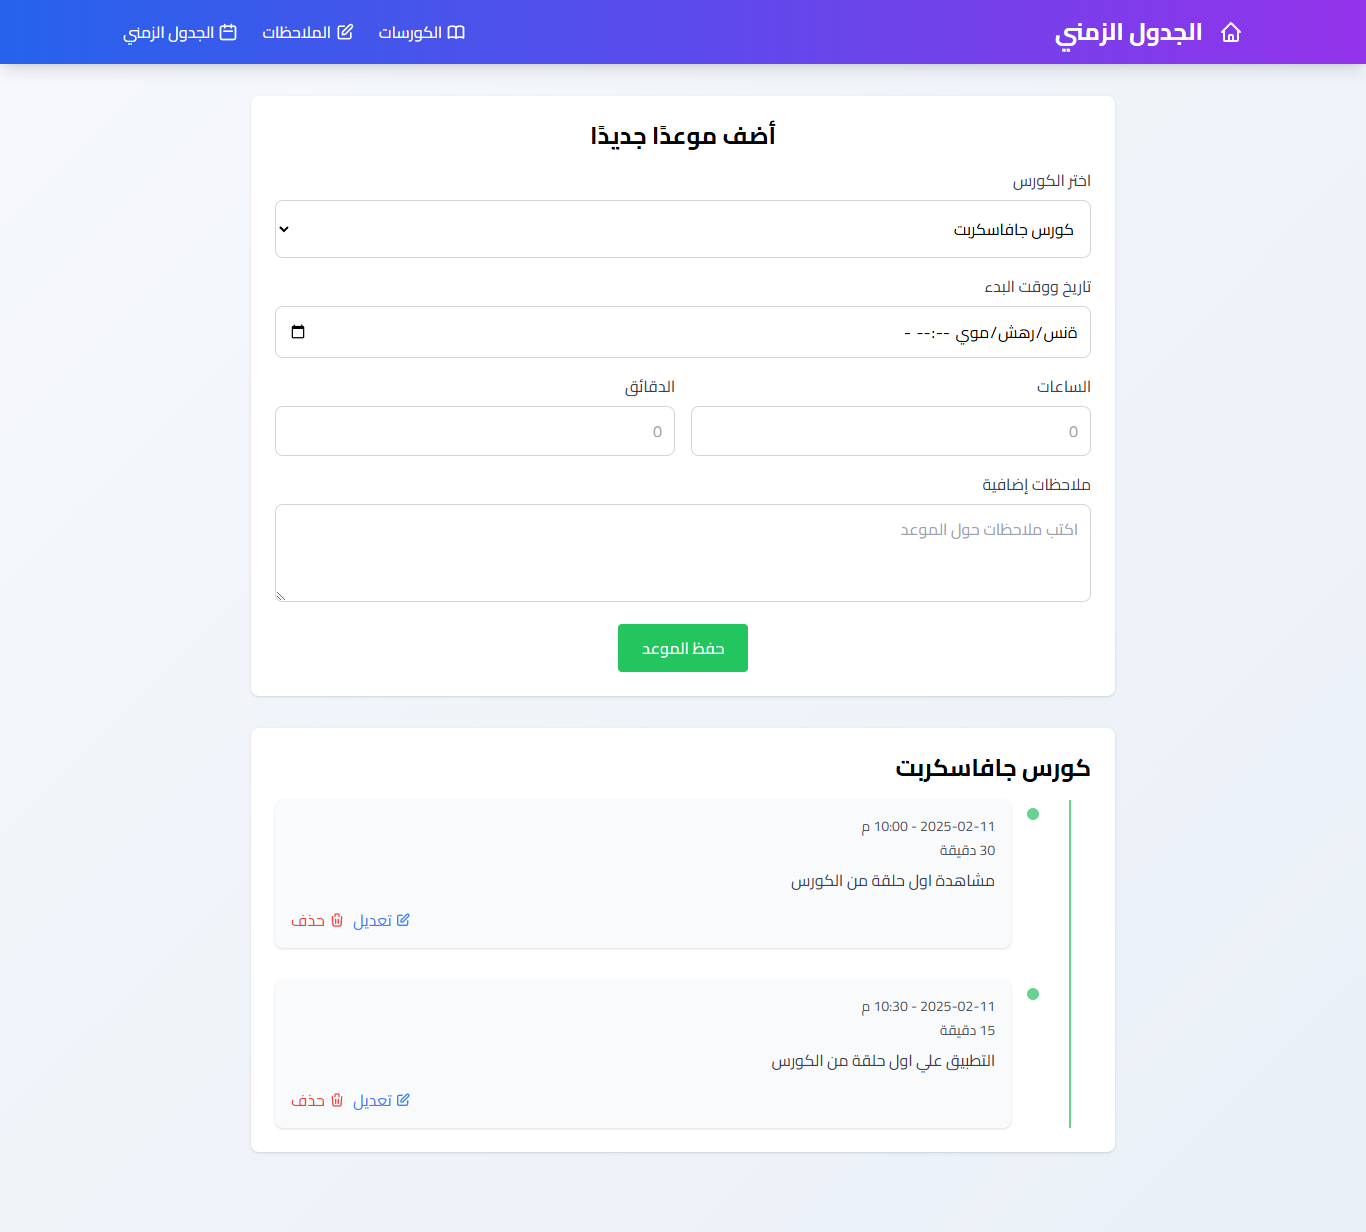 الجدول الزمني
الكورسات
الملاحظات
الجدول الزمني
أضف موعدًا جديدًا
اختر الكورس
كورس جافاسكربت
تاريخ ووقت البدء
ةنس/رهش/موي --:-- -
الساعات
0
الدقائق
0
ملاحظات إضافية
اكتب ملاحظات حول الموعد
حفظ الموعد
كورس جافاسكربت
2025-02-11 - 10:00 م
30 دقيقة
مشاهدة اول حلقة من الكورس
تعديل حذف
2025-02-11 - 10:30 م
15 دقيقة
التطبيق علي اول حلقة من الكورس
تعديل حذف